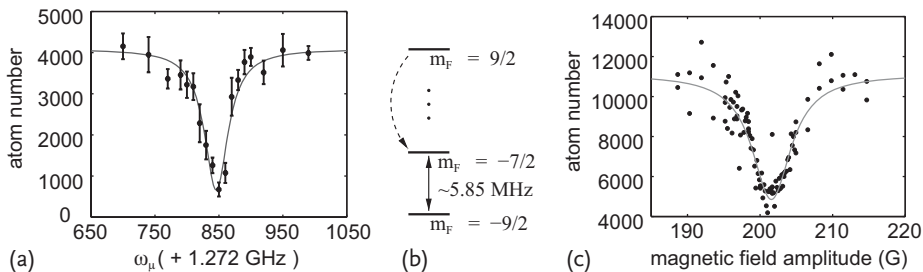 5000
4000
3000
2000
1000
0
atom number
650 750 850 950 1050
ωμ( + 1.272 GHz )
(a)
mF = 9/2
mF = −7/2
~5.85 MHz
mF = −9/2
(b)
14000
12000
10000
8000
6000
4000
atom number
190 200 210 220
magnetic field amplitude (G)
(c)